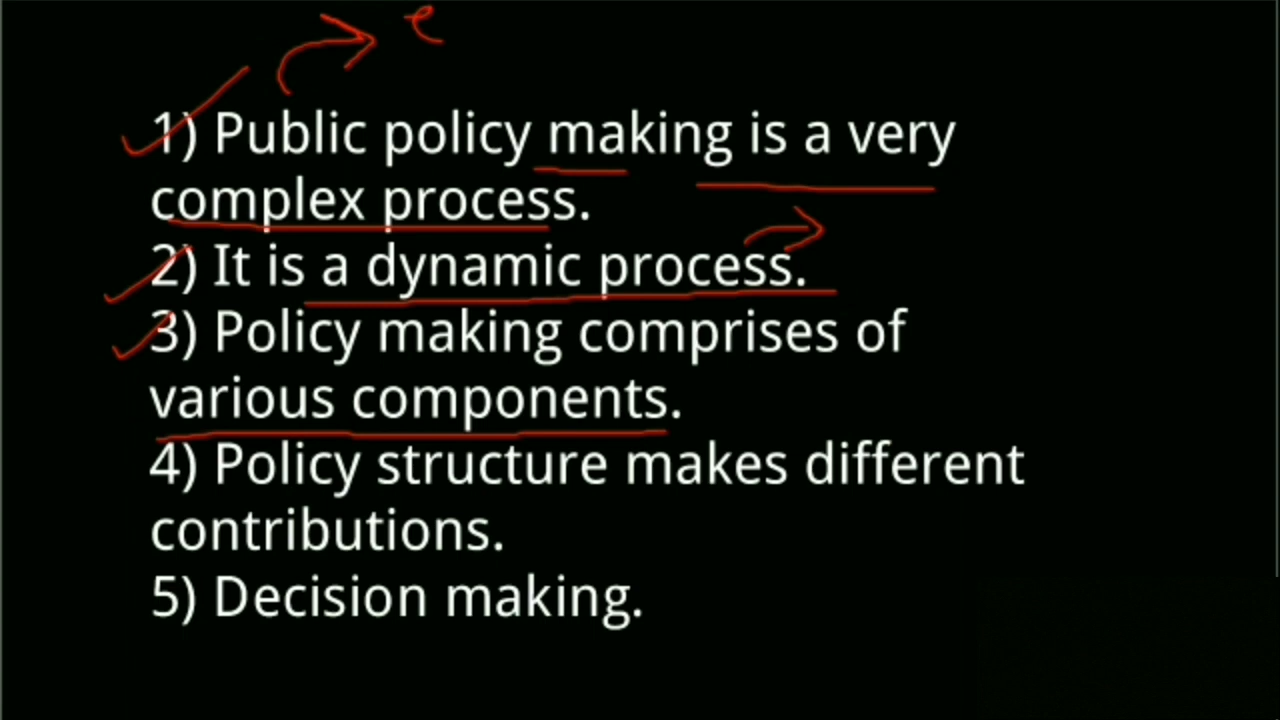 e
1) Public policy making is a very
complex process.
2) It is a dynamic process.
3) Policy making comprises of
various components.
4) Policy structure makes different
contributions.
5) Decision making.